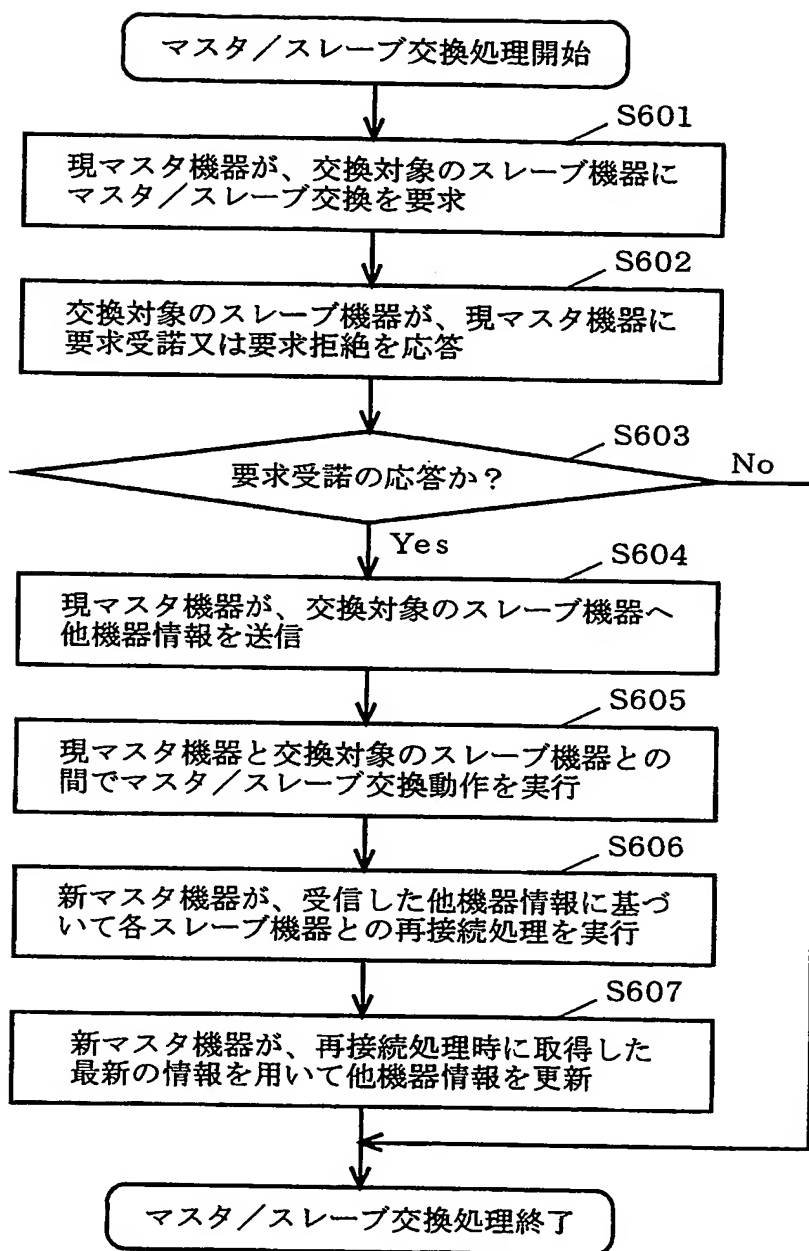 マスタ／スレーブ交換処理開始
S601
現マスタ機器が、交換対象のスレーブ機器に
マスタ／スレーブ交換を要求
S602
交換対象のスレーブ機器が、現マスタ機器に
要求受諾又は要求拒絶を応答
S603
要求受諾の応答か？
No
Yes
S604
現マスタ機器が、交換対象のスレーブ機器へ
他機器情報を送信
S605
現マスタ機器と交換対象のスレーブ機器との
間でマスタ／スレーブ交換動作を実行
S606
新マスタ機器が、受信した他機器情報に基づ
いて各スレーブ機器との再接続処理を実行
S607
新マスタ機器が、再接続処理時に取得した
最新の情報を用いて他機器情報を更新
マスタ／スレーブ交換処理終了